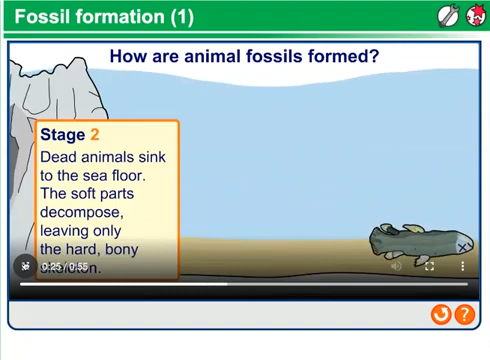 Fossil formation (1)
How are animal fossils formed?
Stage 2
Dead animals sink
to the sea floor.
The soft parts
decompose,
leaving only
the hard, bony
skeleton.
0:25 / 0:55
?